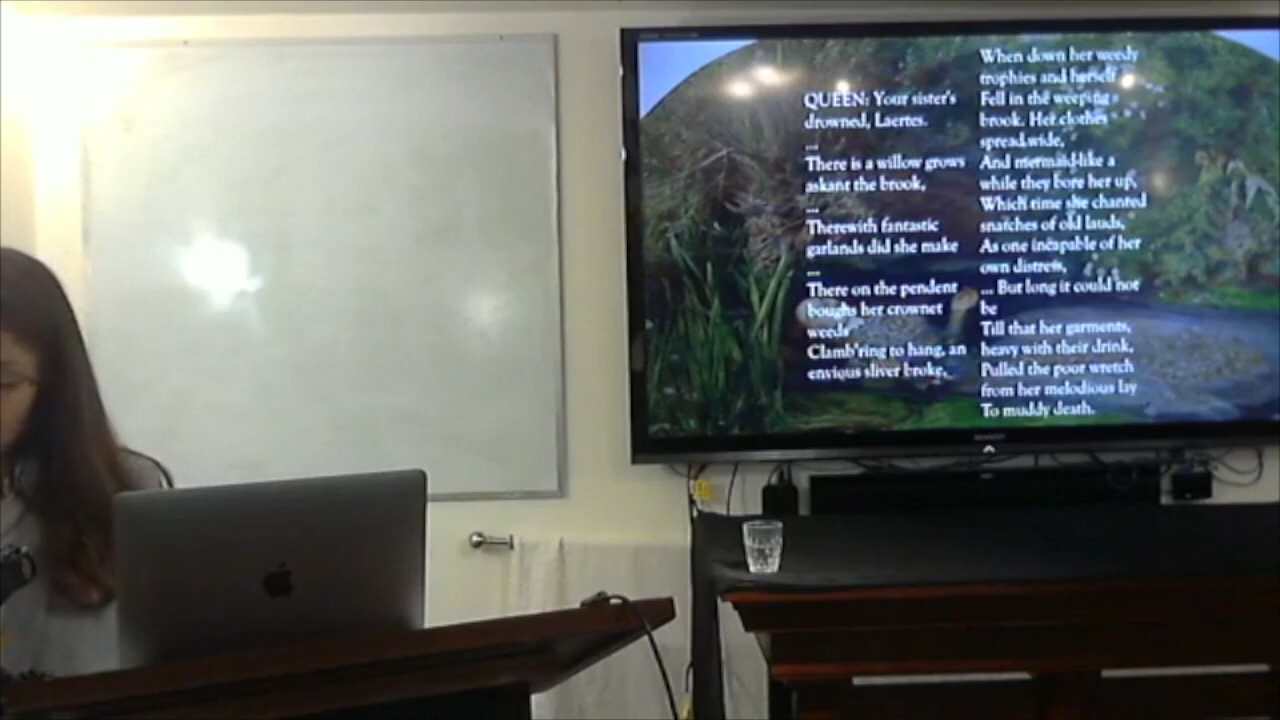 QUEEN: Your sister's
drowned, Laertes.
...
There is a willow grows
askant the brook,
...
Therewith fantastic
garlands did she make
...
There on the pendent
boughs her crownet
weeds
Clamb'ring to hang, an
envious sliver broke,
When down her weedy
trophies and herself
Fell in the weeping
brook. Her clothes
spread wide,
And mermaid-like a
while they bore her up,
Which time she chanted
snatches of old lauds,
As one incapable of her
own distress,
... But long it could not
be
Till that her garments,
heavy with their drink,
Pulled the poor wretch
from her melodious lay
To muddy death.